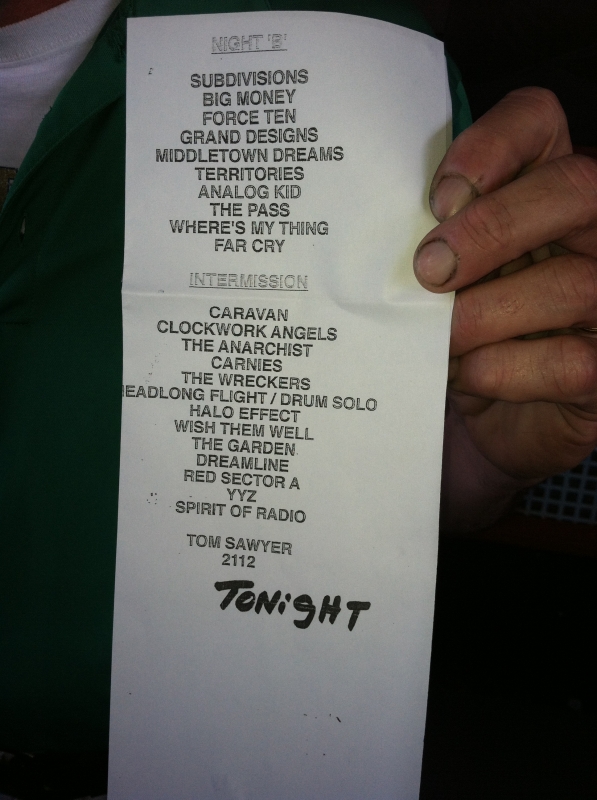 NIGHT 'B'
SUBDIVISIONS
BIG MONEY
FORCE TEN
GRAND DESIGNS
MIDDLETOWN DREAMS
TERRITORIES
ANALOG KID
THE PASS
WHERE'S MY THING
FAR CRY
INTERMISSION
CARAVAN
CLOCKWORK ANGELS
THE ANARCHIST
CARNIES
THE WRECKERS
EADLONG FLIGHT / DRUM SOLO
HALO EFFECT
WISH THEM WELL
THE GARDEN
DREAMLINE
RED SECTOR A
YYZ
SPIRIT OF RADIO
TOM SAWYER
2112
TONiGHT